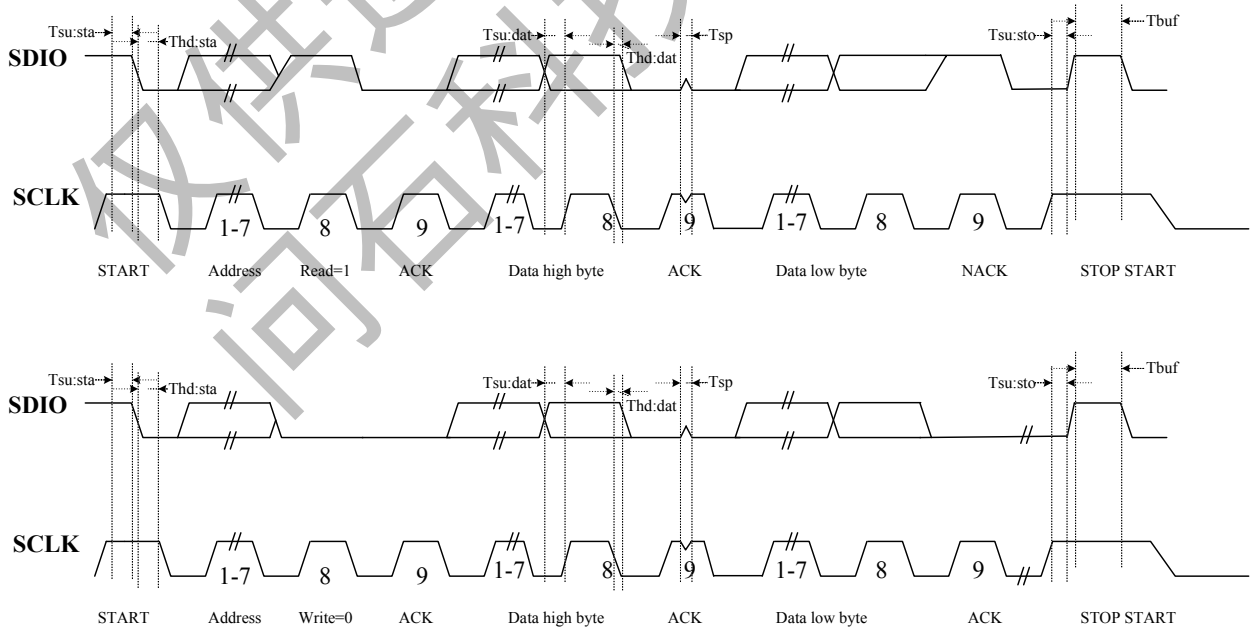 Tsu:sta Thd:sta Tsu:dat Thd:dat Tsp Tsu:sto Tbuf
SDIO
SCLK
1-7 8 9 1-7 8 9 1-7 8 9
START Address Read=1 ACK Data high byte ACK Data low byte NACK STOP START
Tsu:sta Thd:sta Tsu:dat Thd:dat Tsp Tsu:sto Tbuf
SDIO
SCLK
1-7 8 9 1-7 8 9 1-7 8 9
START Address Write=0 ACK Data high byte ACK Data low byte ACK STOP START
仅供
问石科技